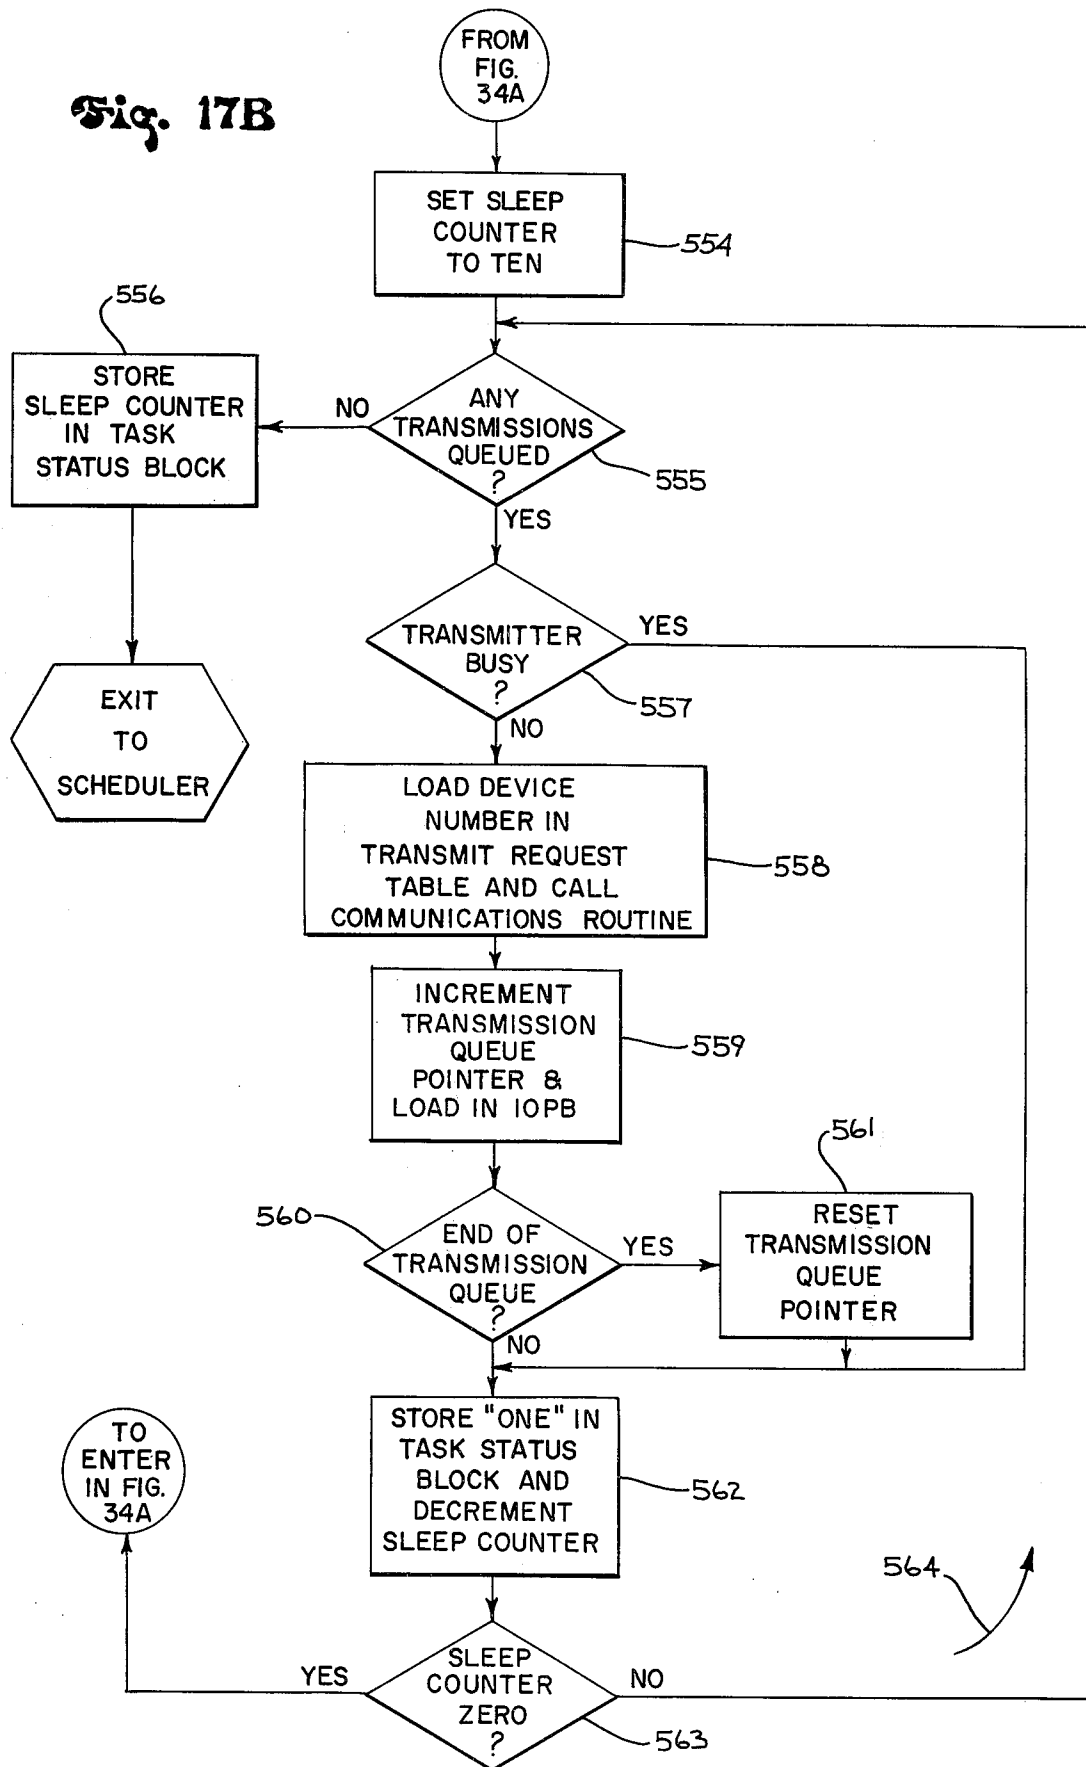 FROM
FIG.
34A
Fig. 17B
SET SLEEP
COUNTER
TO TEN
554
556
STORE
SLEEP COUNTER
IN TASK
STATUS BLOCK
NO
ANY
TRANSMISSIONS
QUEUED
?
555
YES
EXIT
TO
SCHEDULER
TRANSMITTER
BUSY
?
YES
557
NO
LOAD DEVICE
NUMBER IN
TRANSMIT REQUEST
TABLE AND CALL
COMMUNICATIONS ROUTINE
558
INCREMENT
TRANSMISSION
QUEUE
POINTER &
LOAD IN IOPB
559
560
END OF
TRANSMISSION
QUEUE
?
YES
NO
561
RESET
TRANSMISSION
QUEUE
POINTER
STORE "ONE" IN
TASK STATUS
BLOCK AND
DECREMENT
SLEEP COUNTER
562
TO
ENTER
IN FIG.
34A
564
YES
SLEEP
COUNTER
ZERO
?
NO
563